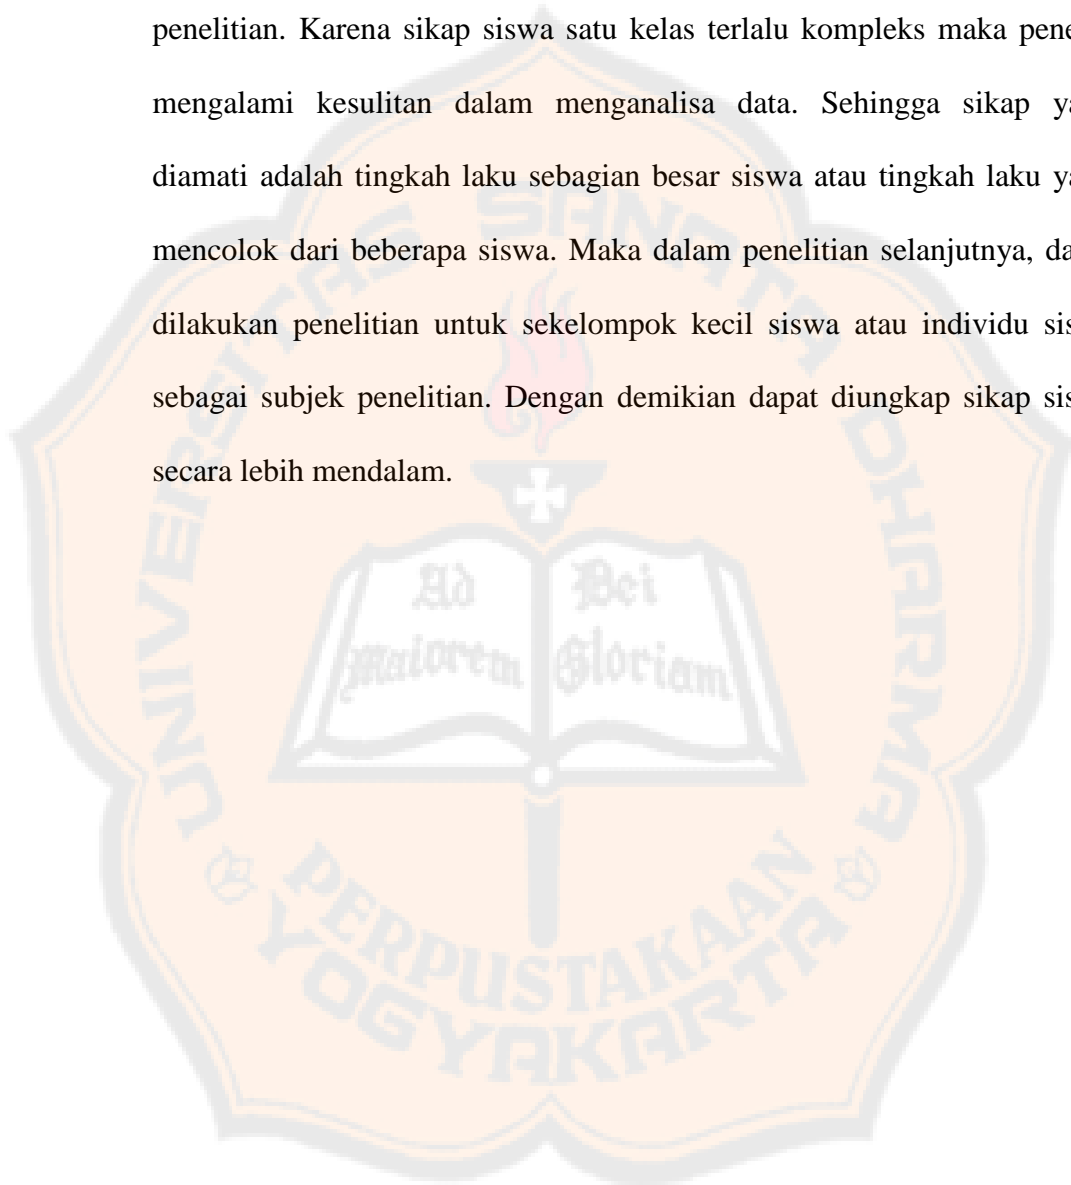 penelitian. Karena sikap siswa satu kelas terlalu kompleks maka pene
mengalami kesulitan dalam menganalisa data. Sehingga sikap ya
diamati adalah tingkah laku sebagian besar siswa atau tingkah laku ya
mencolok dari beberapa siswa. Maka dalam penelitian selanjutnya, da
dilakukan penelitian untuk sekelompok kecil siswa atau individu sis
sebagai subjek penelitian. Dengan demikian dapat diungkap sikap sis
secara lebih mendalam.
UNIVERSITAS SANATA DHARMA
Ad Dei
Maiorem Gloriam
PERPUSTAKAAN
YOGYAKARTA